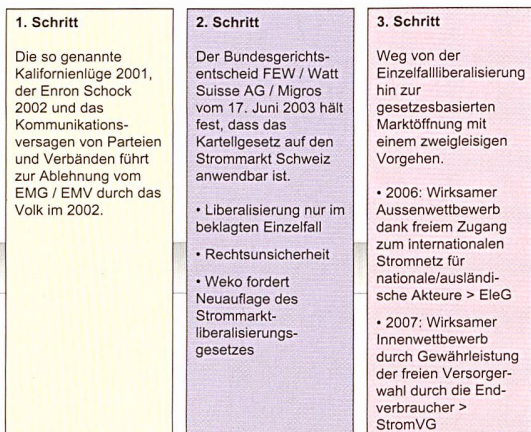 1. Schritt
Die so genannte
Kalifornienlüge 2001,
der Enron Schock
2002 und das
Kommunikations-
versagen von Parteien
und Verbänden führt
zur Ablehnung vom
EMG / EMV durch das
Volk im 2002.
2. Schritt
Der Bundesgerichts-
entscheid FEW / Watt
Suisse AG / Migros
vom 17. Juni 2003 hält
fest, dass das
Kartellgesetz auf den
Strommarkt Schweiz
anwendbar ist.
• Liberalisierung nur im
beklagten Einzelfall
• Rechtsunsicherheit
• Weko fordert
Neuauflage des
Strommarkt-
liberalisierungs-
gesetzes
3. Schritt
Weg von der
Einzelfallliberalisierung
hin zur
gesetzesbasierten
Marktöffnung mit
einem zweigleisigen
Vorgehen.
• 2006: Wirksamer
Aussenwettbewerb
dank freiem Zugang
zum internationalen
Stromnetz für
nationale/ausländi-
sche Akteure > EleG
• 2007: Wirksamer
Innenwettbewerb
durch Gewährleistung
der freien Versorger-
wahl durch die End-
verbraucher >
StromVG